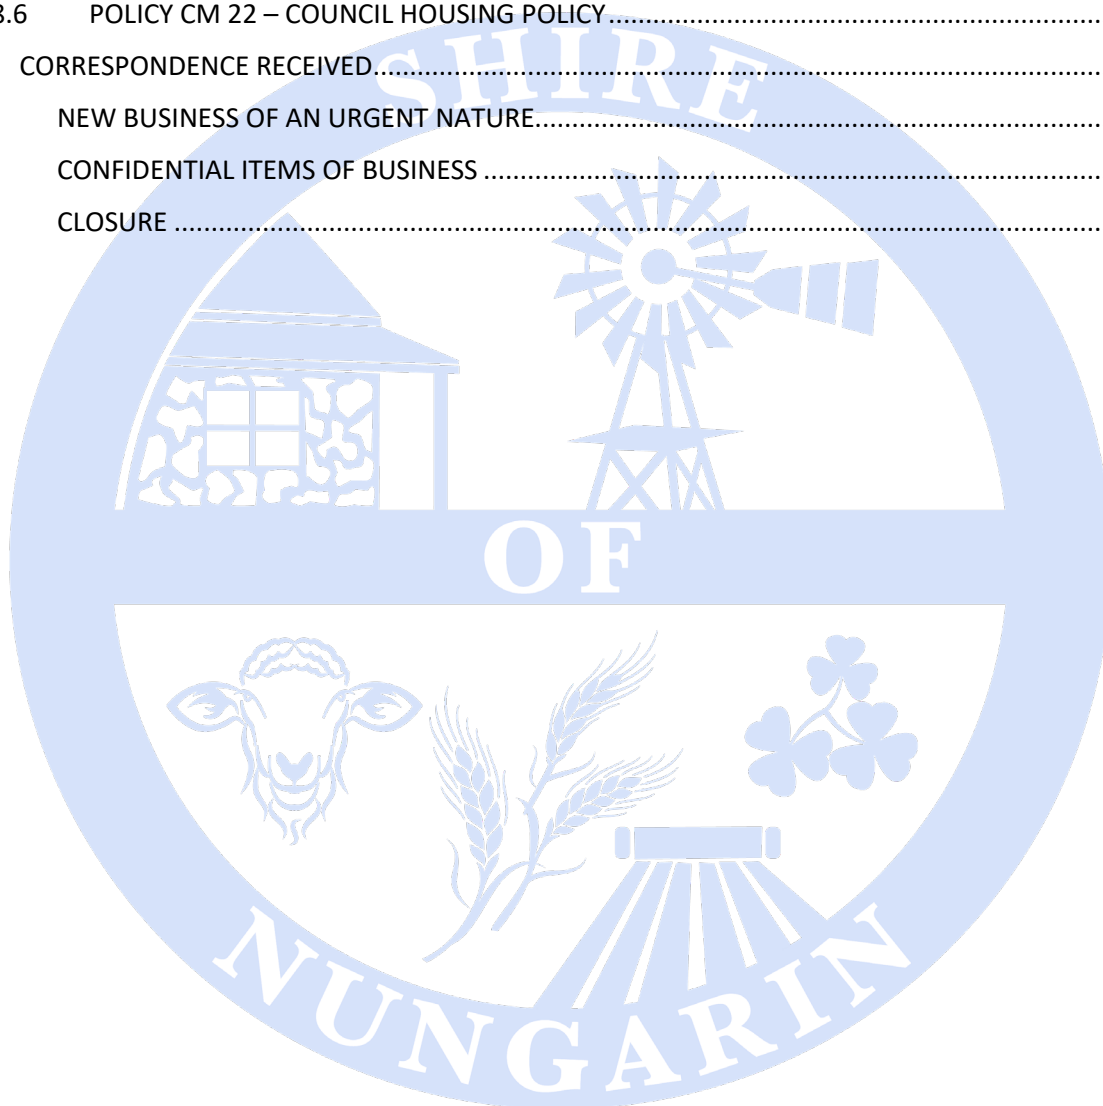 8.6 POLICY CM 22 – COUNCIL HOUSING POLICY
CORRESPONDENCE RECEIVED
NEW BUSINESS OF AN URGENT NATURE
CONFIDENTIAL ITEMS OF BUSINESS
CLOSURE
SHIRE
OF
NUNGARIN